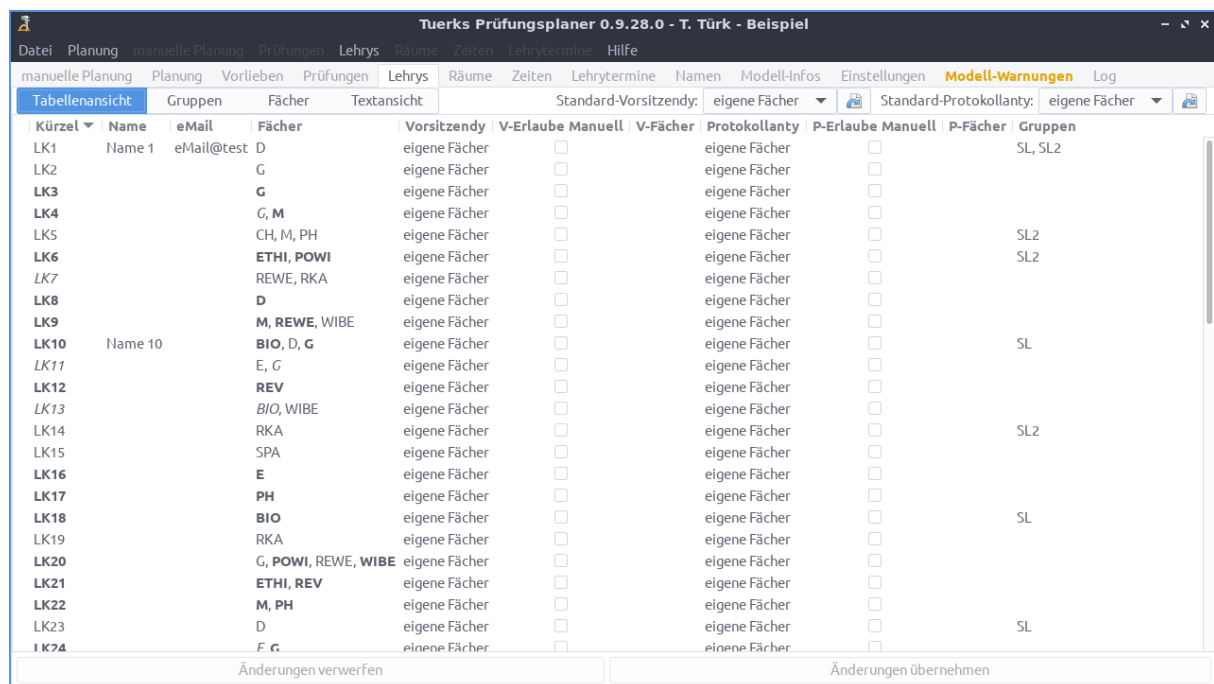 Tuerks Prüfungsplaner 0.9.28.0 - T. Türk - Beispiel
Datei Planung manuelle Planung Prüfungen Lehrys Räume Zeiten Lehrytermine Hilfe
manuelle Planung Planung Vorlieben Prüfungen Lehrys Räume Zeiten Lehrytermine Namen Modell-Infos Einstellungen Modell-Warnungen Log
Tabellenansicht Gruppen Fächer Textansicht Standard-Vorsitzendy: eigene Fächer Standard-Protokollanty: eigene Fächer
Kürzel Name eMail Fächer Vorsitzendy V-Erlaube Manuell V-Fächer Protokollanty P-Erlaube Manuell P-Fächer Gruppen
LK1 Name 1 eMail@test D eigene Fächer eigene Fächer SL, SL2
LK2 G eigene Fächer eigene Fächer
LK3 G eigene Fächer eigene Fächer
LK4 G, M eigene Fächer eigene Fächer
LK5 CH, M, PH eigene Fächer eigene Fächer SL2
LK6 ETHI, POWI eigene Fächer eigene Fächer SL2
LK7 REWE, RKA eigene Fächer eigene Fächer
LK8 D eigene Fächer eigene Fächer
LK9 M, REWE, WIBE eigene Fächer eigene Fächer
LK10 Name 10 BIO, D, G eigene Fächer eigene Fächer SL
LK11 E, G eigene Fächer eigene Fächer
LK12 REV eigene Fächer eigene Fächer
LK13 BIO, WIBE eigene Fächer eigene Fächer
LK14 RKA eigene Fächer eigene Fächer SL2
LK15 SPA eigene Fächer eigene Fächer
LK16 E eigene Fächer eigene Fächer
LK17 PH eigene Fächer eigene Fächer
LK18 BIO eigene Fächer eigene Fächer SL
LK19 RKA eigene Fächer eigene Fächer
LK20 G, POWI, REWE, WIBE eigene Fächer eigene Fächer
LK21 ETHI, REV eigene Fächer eigene Fächer
LK22 M, PH eigene Fächer eigene Fächer
LK23 D eigene Fächer eigene Fächer SL
LK24 G eigene Fächer eigene Fächer
Änderungen verwerfen Änderungen übernehmen